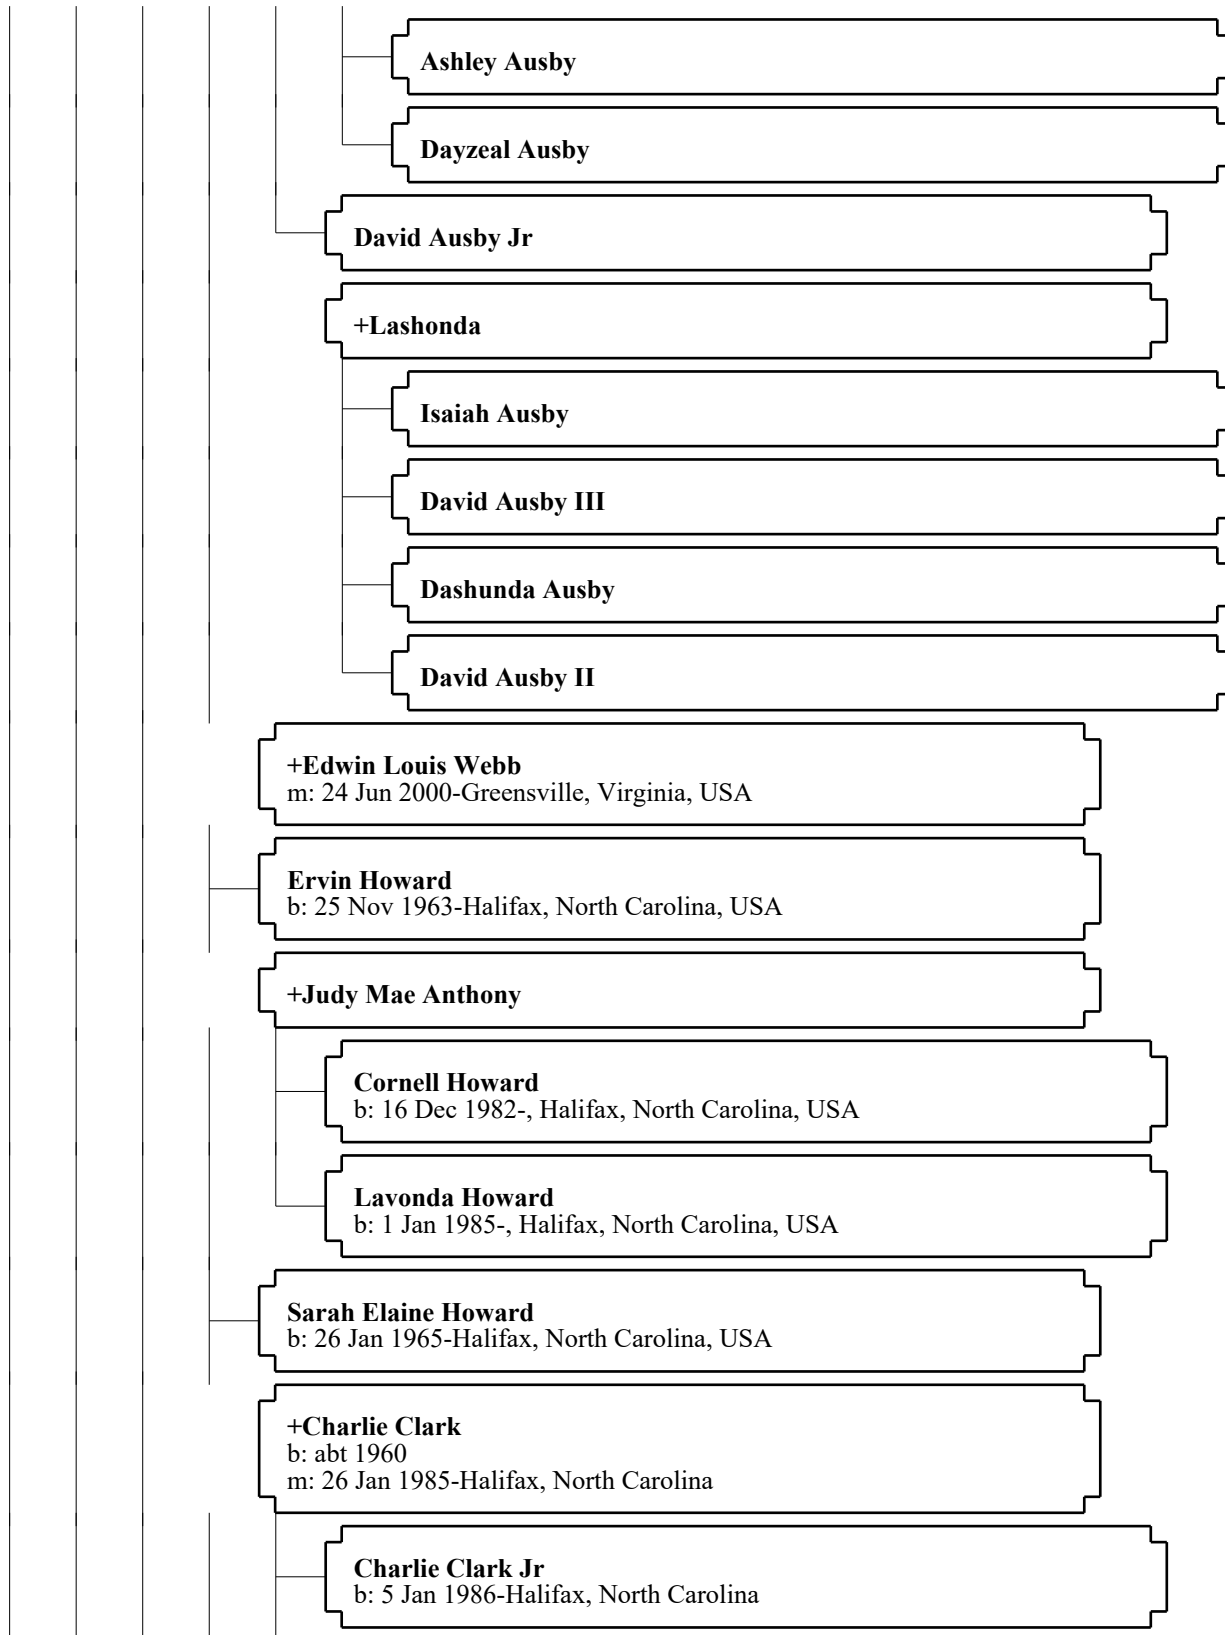 Ashley Ausby
Dayzeal Ausby
David Ausby Jr
+Lashonda
Isaiah Ausby
David Ausby III
Dashunda Ausby
David Ausby II
+Edwin Louis Webb
m: 24 Jun 2000-Greensville, Virginia, USA
Ervin Howard
b: 25 Nov 1963-Halifax, North Carolina, USA
+Judy Mae Anthony
Cornell Howard
b: 16 Dec 1982-, Halifax, North Carolina, USA
Lavonda Howard
b: 1 Jan 1985-, Halifax, North Carolina, USA
Sarah Elaine Howard
b: 26 Jan 1965-Halifax, North Carolina, USA
+Charlie Clark
b: abt 1960
m: 26 Jan 1985-Halifax, North Carolina
Charlie Clark Jr
b: 5 Jan 1986-Halifax, North Carolina